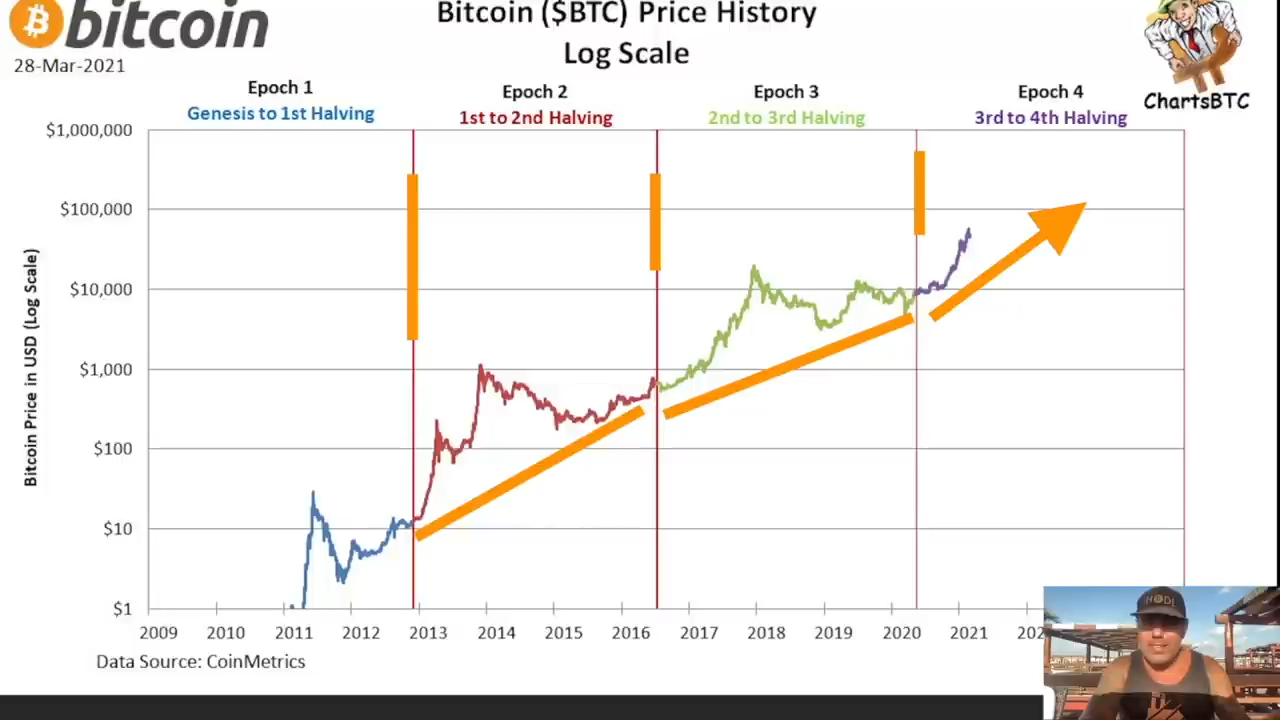 bitcoin
Bitcoin ($BTC) Price History
Log Scale
28-Mar-2021
ChartsBTC
Epoch 1
Genesis to 1st Halving
Epoch 2
1st to 2nd Halving
Epoch 3
2nd to 3rd Halving
Epoch 4
3rd to 4th Halving
Bitcoin Price in USD (Log Scale)
$1,000,000
$100,000
$10,000
$1,000
$100
$10
$1
2009 2010 2011 2012 2013 2014 2015 2016 2017 2018 2019 2020 2021
Data Source: CoinMetrics
HODL